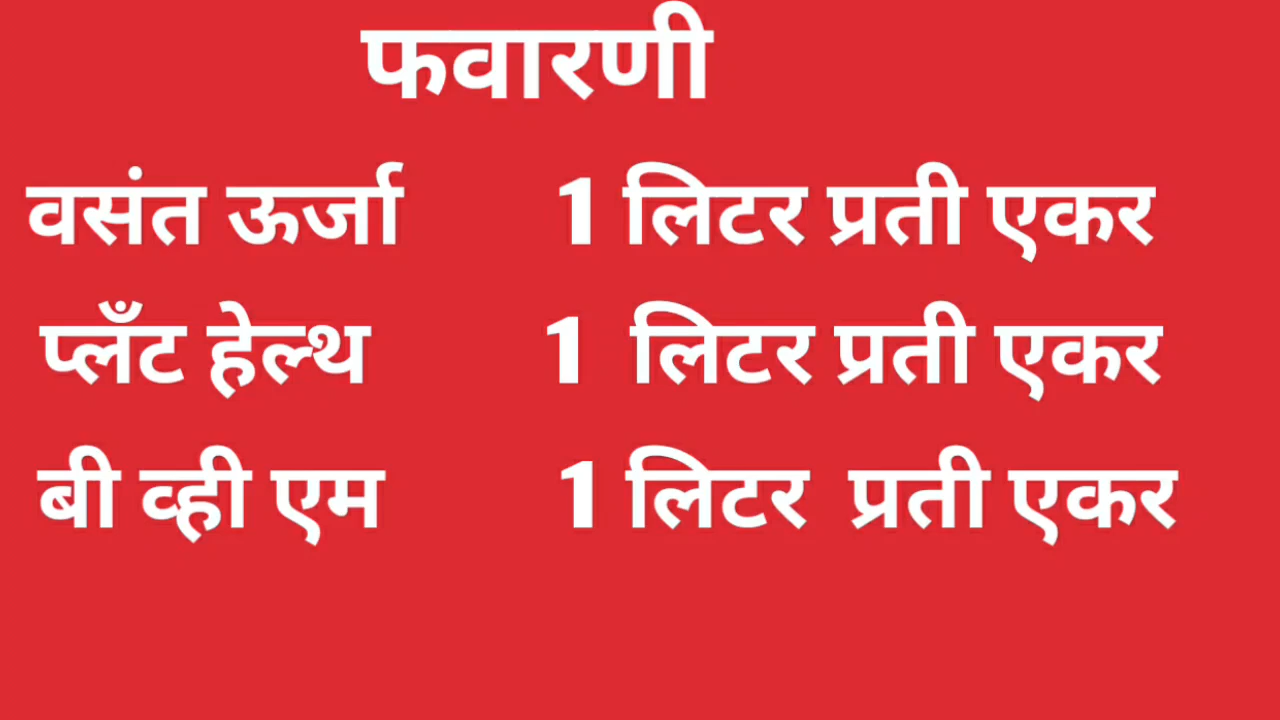 फवारणी
वसंत ऊर्जा 1 लिटर प्रती एकर
प्लँट हेल्थ 1 लिटर प्रती एकर
बी व्ही एम 1 लिटर प्रती एकर